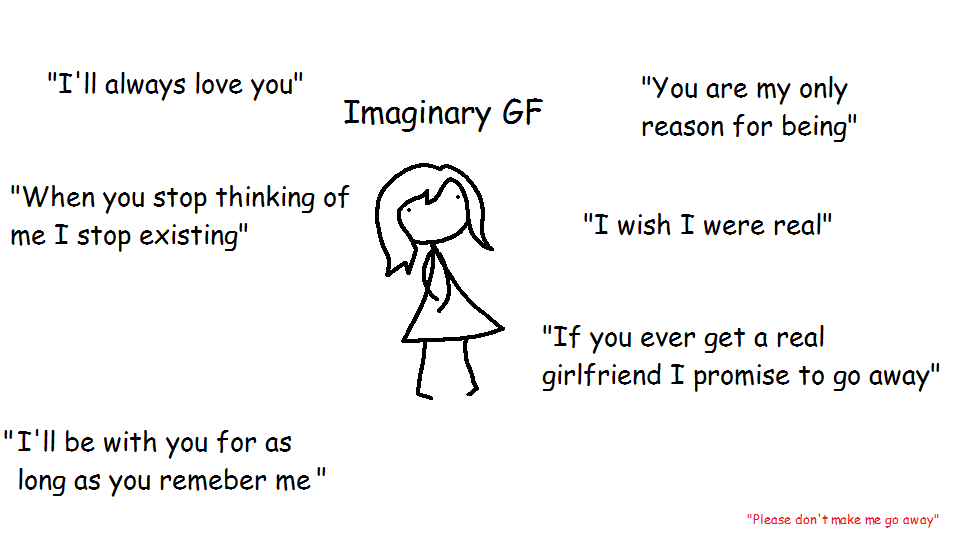 "I'll always love you"
Imaginary GF
"You are my only
reason for being"
"When you stop thinking of
me I stop existing"
"I wish I were real"
"If you ever get a real
girlfriend I promise to go away"
"I'll be with you for as
long as you remeber me"
"Please don't make me go away"